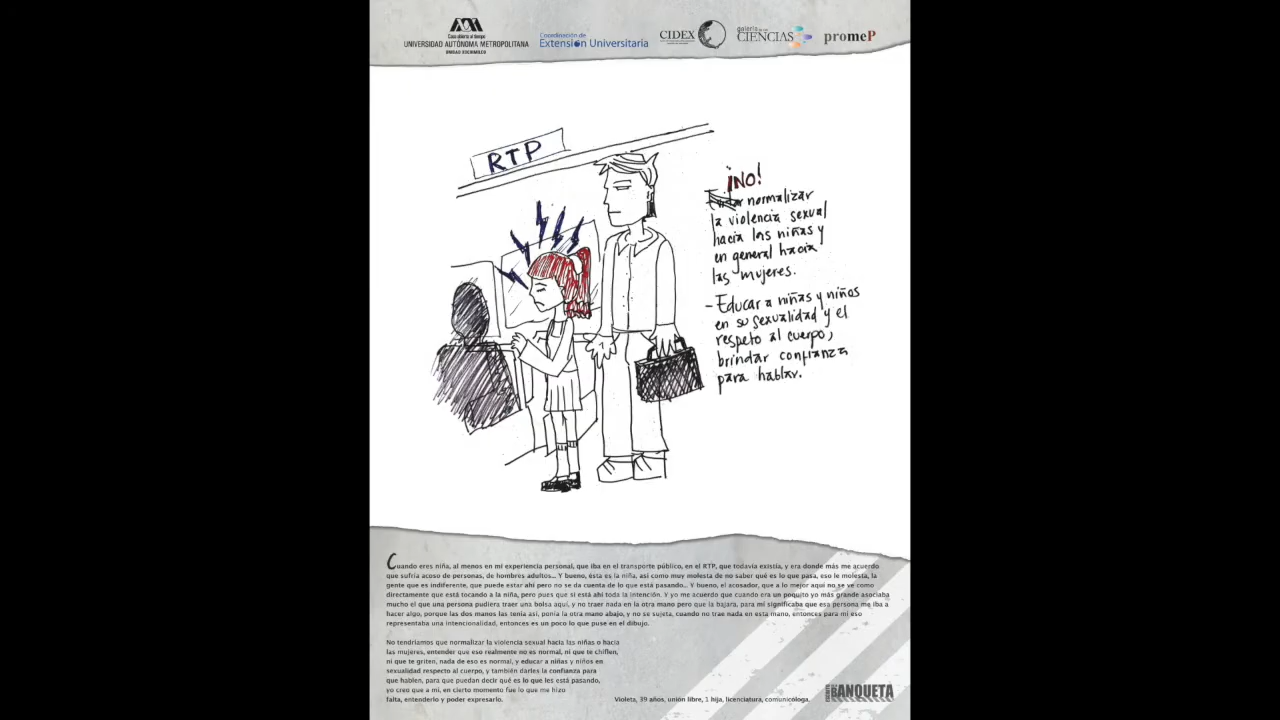 Casa abierta al tiempo
UNIVERSIDAD AUTÓNOMA METROPOLITANA
UNIDAD XOCHIMILCO
Coordinación de
Extensión Universitaria
CIDEX
galería de las
CIENCIAS
promeP
RTP
¡NO!
Evitar normalizar
la violencia sexual
hacia las niñas y
en general hacia
las mujeres.
- Educar a niñas y niños
en su sexualidad y el
respeto al cuerpo,
brindar confianza
para hablar.
Cuando eres niña, al menos en mi experiencia personal, que iba en el transporte público, en el RTP, que todavía existía, y era donde más me acuerdo
que sufría acoso de personas, de hombres adultos... Y bueno, ésta es la niña, así como muy molesta de no saber qué es lo que pasa, eso le molesta, la
gente que es indiferente, que puede estar ahí pero no se da cuenta de lo que está pasando... Y bueno, el acosador, que a lo mejor aquí no se ve como
directamente que está tocando a la niña, pero pues que sí está ahí toda la intención. Y yo me acuerdo que cuando era un poquito yo más grande asociaba
mucho el que una persona pudiera traer una bolsa aquí, y no traer nada en la otra mano pero que la bajara, para mí significaba que esa persona me iba a
hacer algo, porque las dos manos las tenía así, ponía la otra mano abajo, y no se sujeta, cuando no trae nada en esta mano, entonces para mí eso
representaba una intencionalidad, entonces es un poco lo que puse en el dibujo.
No tendríamos que normalizar la violencia sexual hacia las niñas o hacia
las mujeres, entender que eso realmente no es normal, ni que te chiflen,
ni que te griten, nada de eso es normal, y educar a niñas y niños en
sexualidad respecto al cuerpo, y también darles la confianza para
que hablen, para que puedan decir qué es lo que les está pasando,
yo creo que a mí, en cierto momento fue lo que me hizo
falta, entenderlo y poder expresarlo.
Violeta, 39 años, unión libre, 1 hija, licenciatura, comunicóloga.
BANQUETA